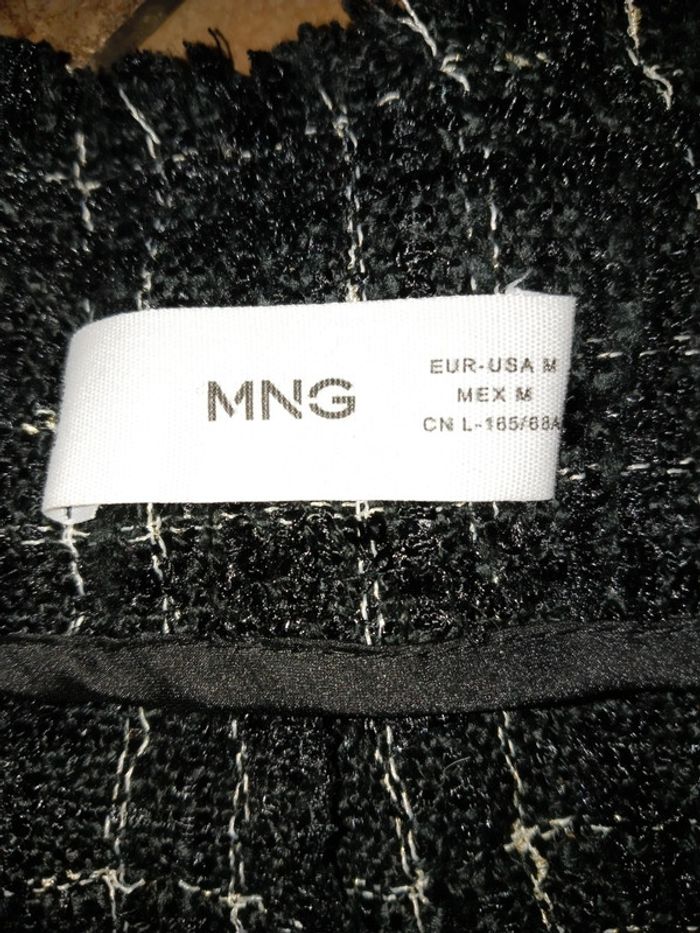 MNG
EUR-USA M
MEX M
CN L-165/68A